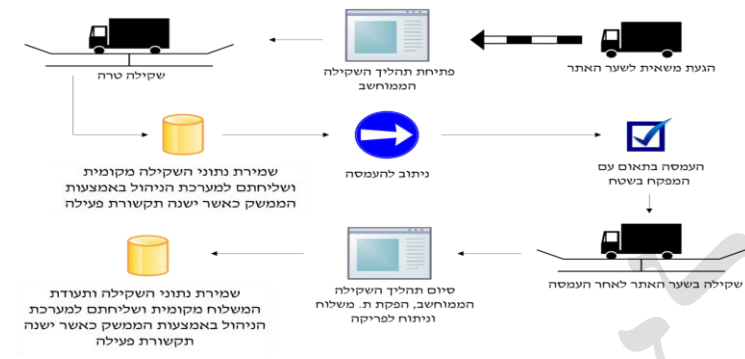 הגעת משאית לשער האתר
פתיחת תהליך השקילה
הממוחשב
שקילה טרה
שמירת נתוני השקילה מקומית
ושליחתם למערכת הניהול באמצעות
הממשק כאשר ישנה תקשורת פעילה
ניתוב להעמסה
העמסה בתאום עם
המפקח בשטח
שקילה בשער האתר לאחר העמסה
סיום תהליך השקילה
הממוחשב, הפקת ת. משלוח
וניתוח לפריקה
שמירת נתוני השקילה ותעודת
המשלוח מקומית ושליחתם למערכת
הניהול באמצעות הממשק כאשר ישנה
תקשורת פעילה